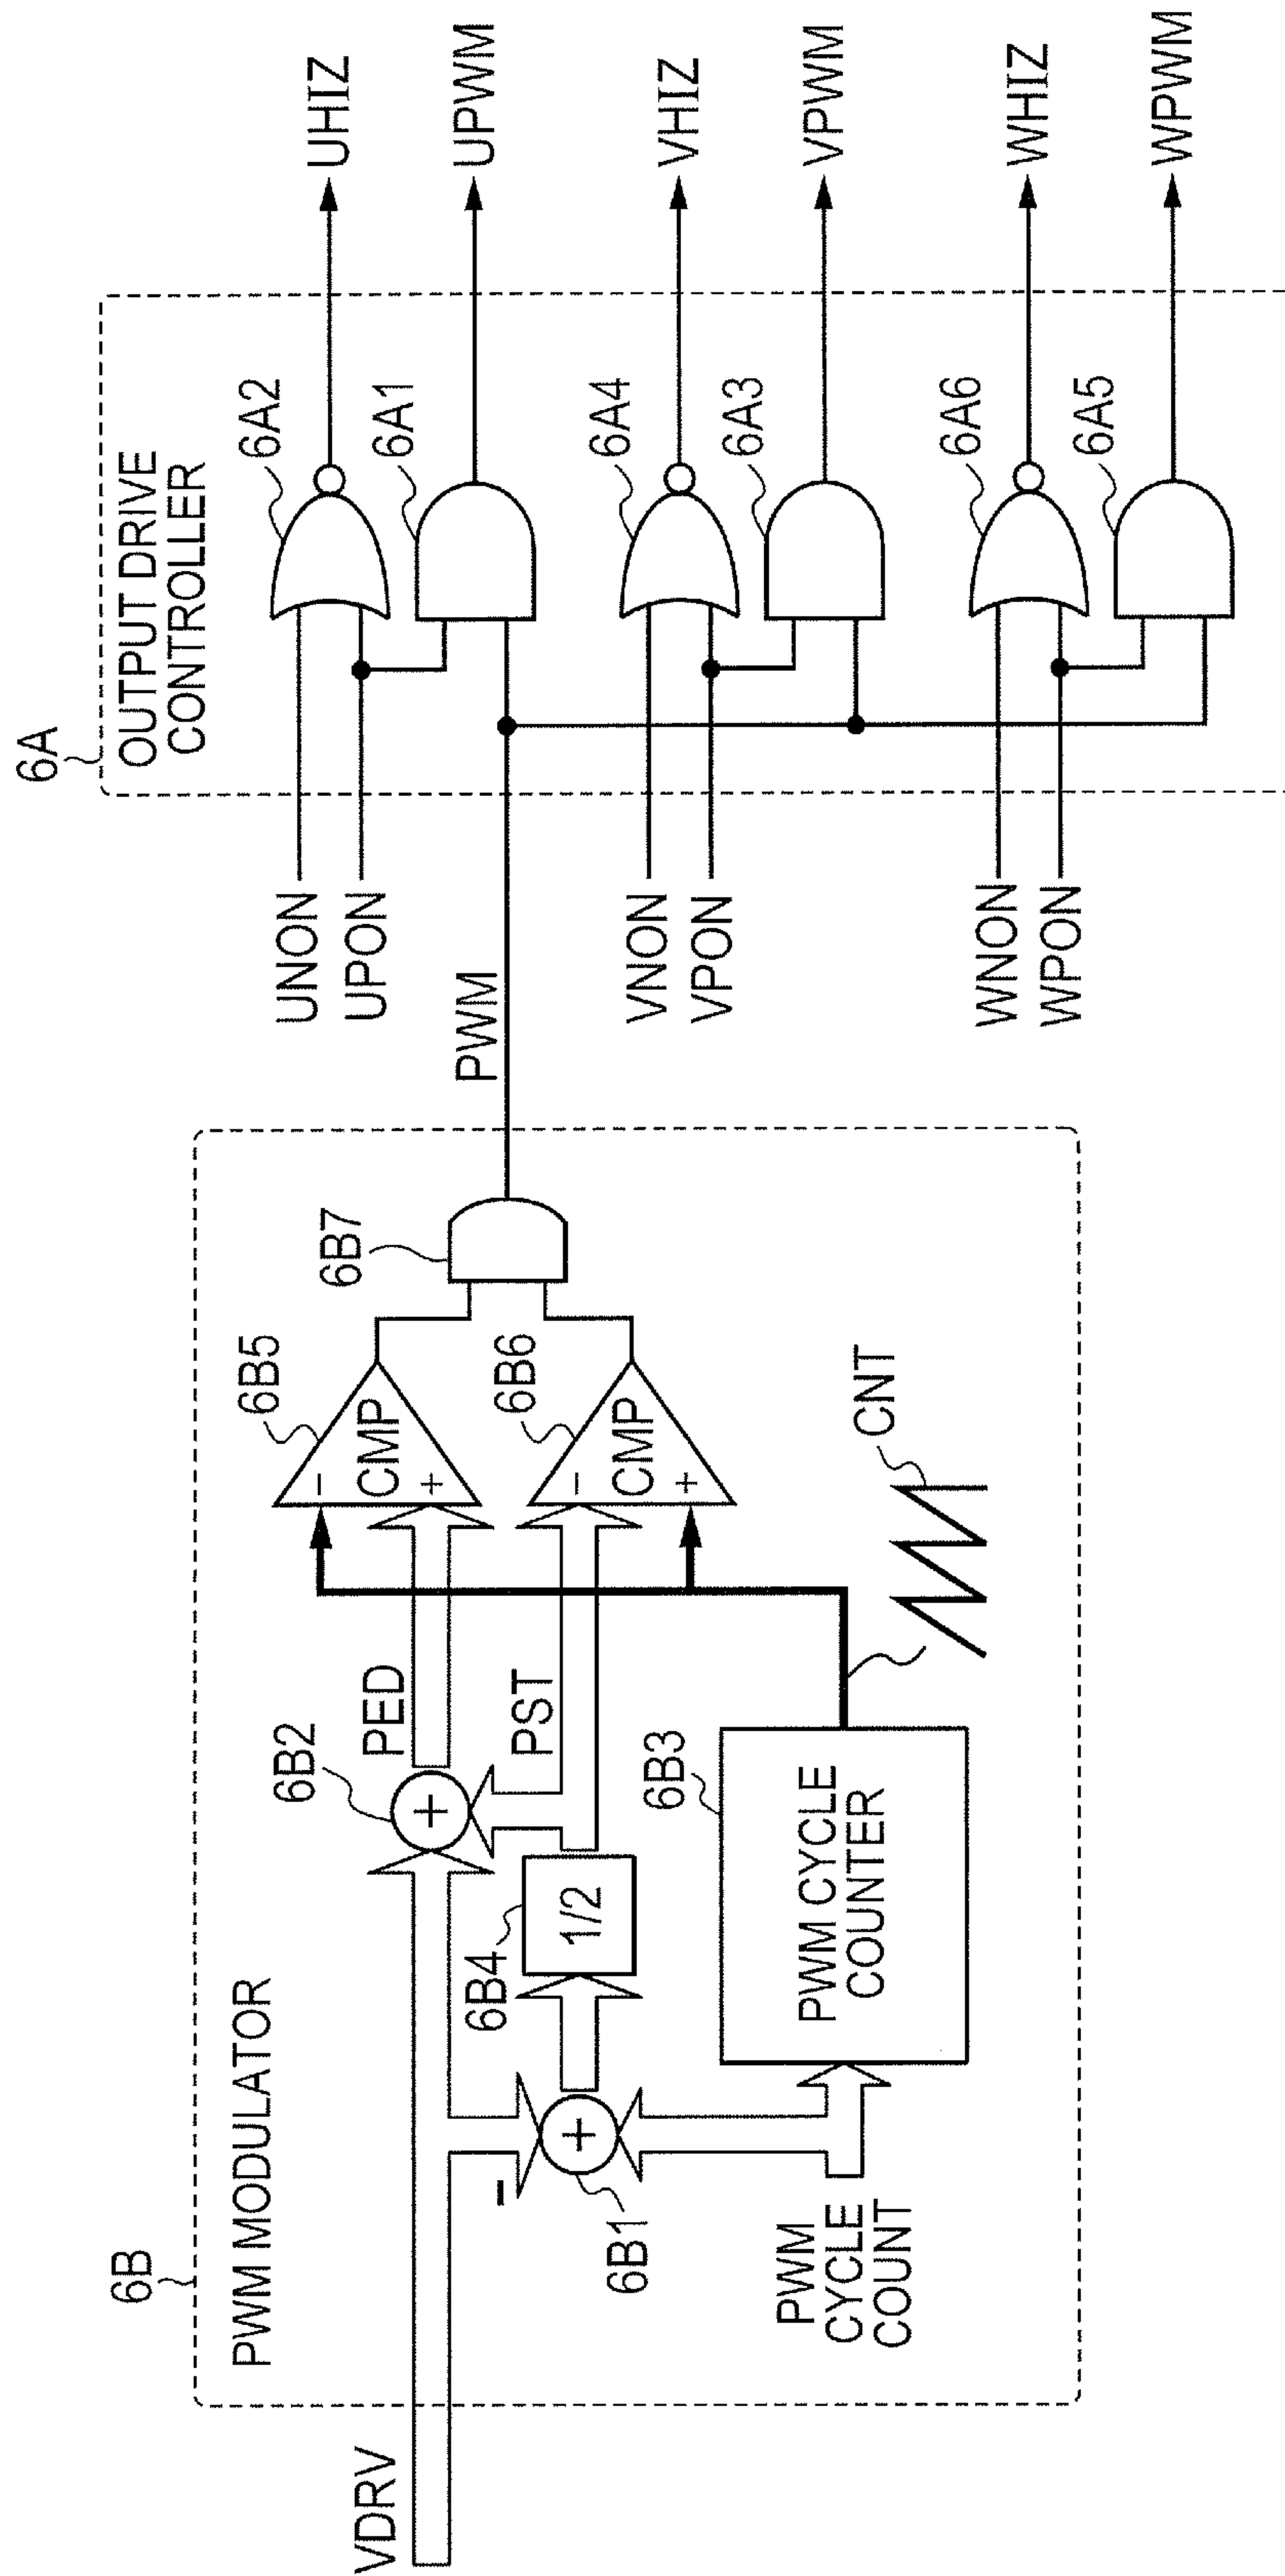 6B
PWM MODULATOR
VDRV
6B1
PWM
CYCLE
COUNT
–
+
6B4
1/2
6B2
+
PED
PST
6B3
PWM CYCLE
COUNTER
CNT
6B5
–
CMP
+
6B6
–
CMP
+
6B7
PWM
6A
OUTPUT DRIVE
CONTROLLER
UNON
UPON
6A2
6A1
UHIZ
UPWM
VNON
VPON
6A4
6A3
VHIZ
VPWM
WNON
WPON
6A6
6A5
WHIZ
WPWM